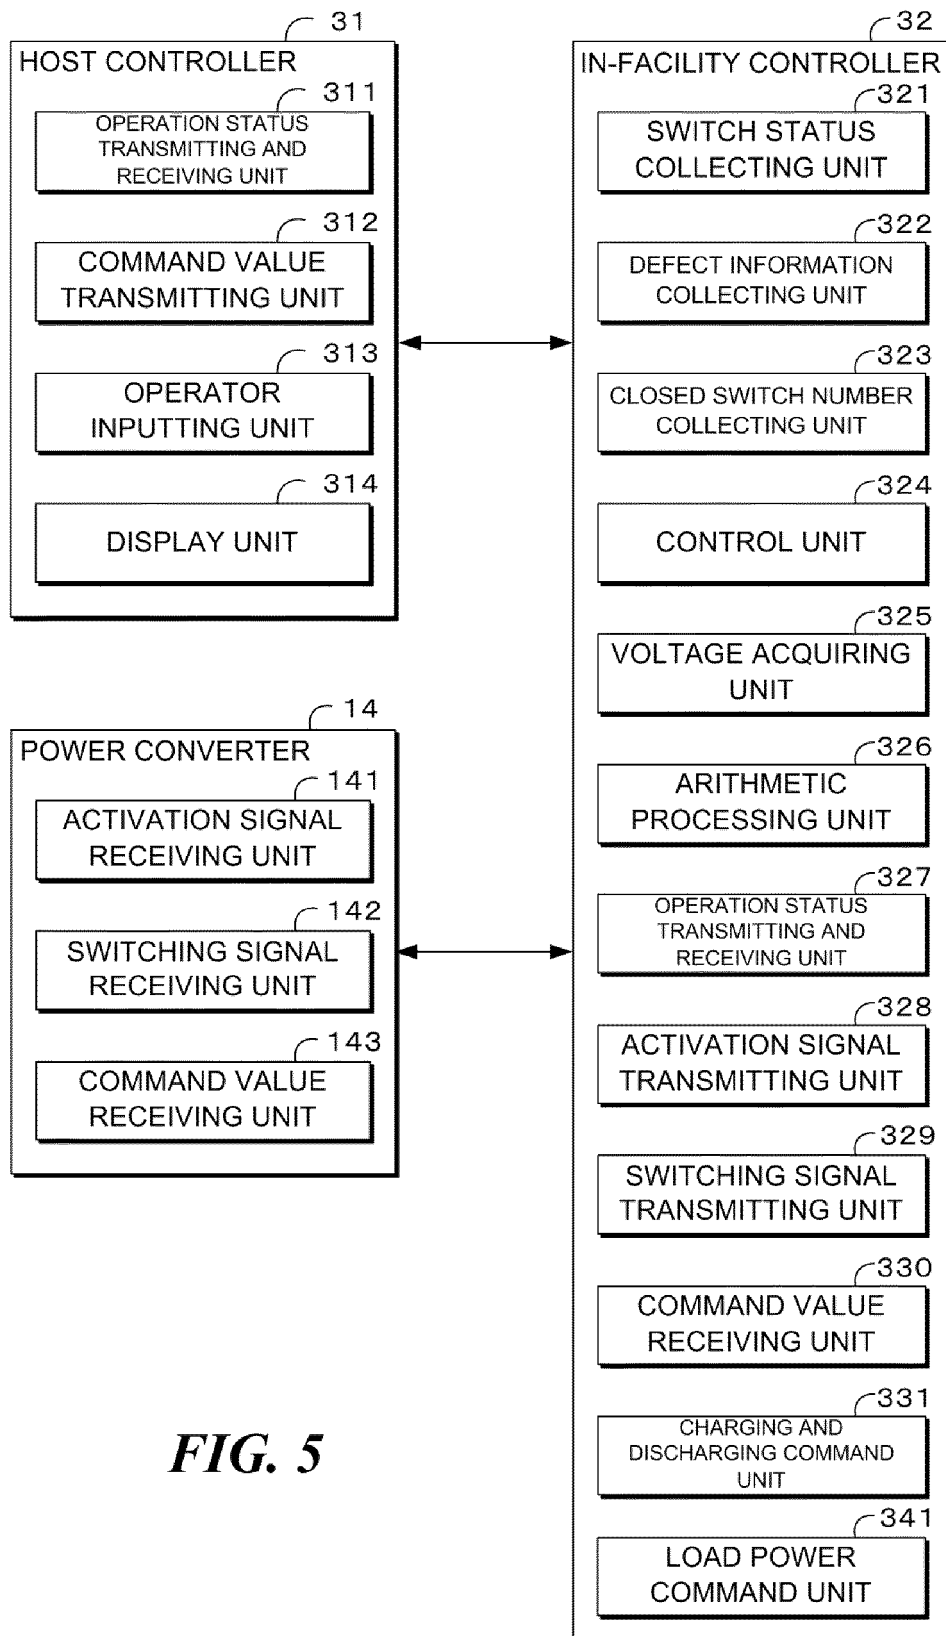 31
HOST CONTROLLER
311
OPERATION STATUS
TRANSMITTING AND
RECEIVING UNIT
312
COMMAND VALUE
TRANSMITTING UNIT
313
OPERATOR
INPUTTING UNIT
314
DISPLAY UNIT
14
POWER CONVERTER
141
ACTIVATION SIGNAL
RECEIVING UNIT
142
SWITCHING SIGNAL
RECEIVING UNIT
143
COMMAND VALUE
RECEIVING UNIT
32
IN-FACILITY CONTROLLER
321
SWITCH STATUS
COLLECTING UNIT
322
DEFECT INFORMATION
COLLECTING UNIT
323
CLOSED SWITCH NUMBER
COLLECTING UNIT
324
CONTROL UNIT
325
VOLTAGE ACQUIRING
UNIT
326
ARITHMETIC
PROCESSING UNIT
327
OPERATION STATUS
TRANSMITTING AND
RECEIVING UNIT
328
ACTIVATION SIGNAL
TRANSMITTING UNIT
329
SWITCHING SIGNAL
TRANSMITTING UNIT
330
COMMAND VALUE
RECEIVING UNIT
331
CHARGING AND
DISCHARGING COMMAND
UNIT
341
LOAD POWER
COMMAND UNIT
FIG. 5